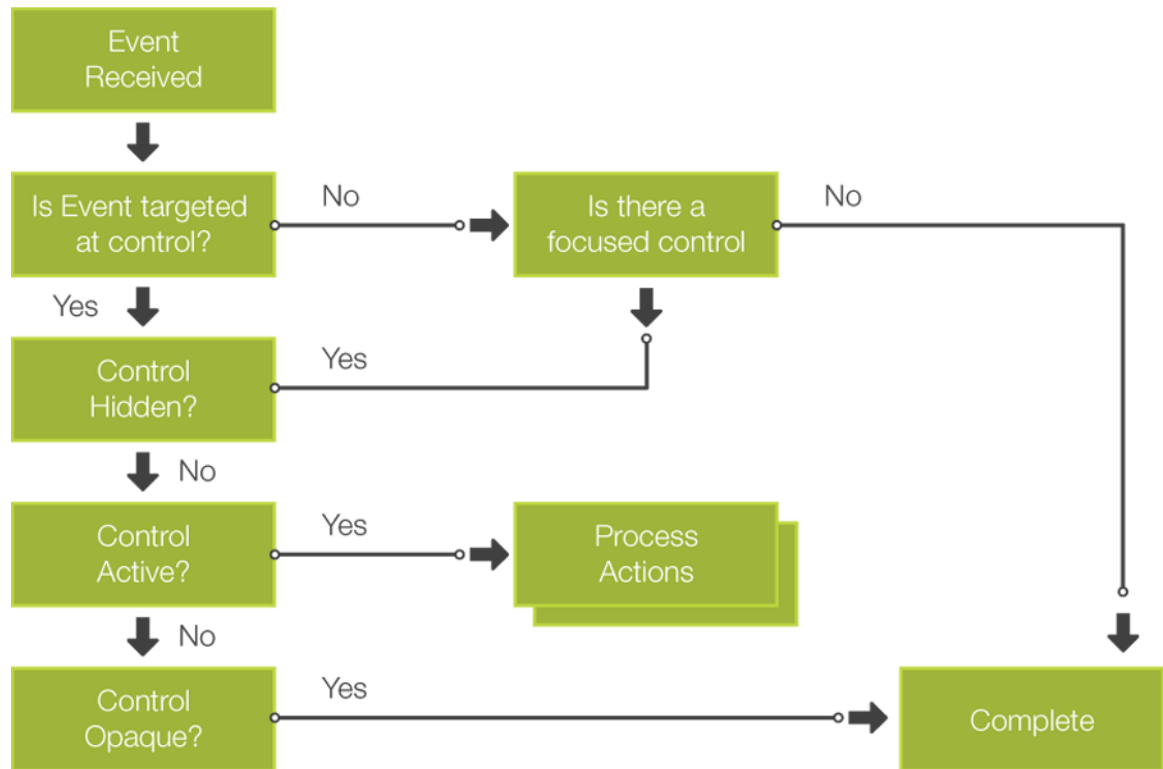 Event
Received
Is Event targeted
at control?
No
Is there a
focused control
No
Yes
Control
Hidden?
Yes
No
Control
Active?
Yes
Process
Actions
No
Control
Opaque?
Yes
Complete